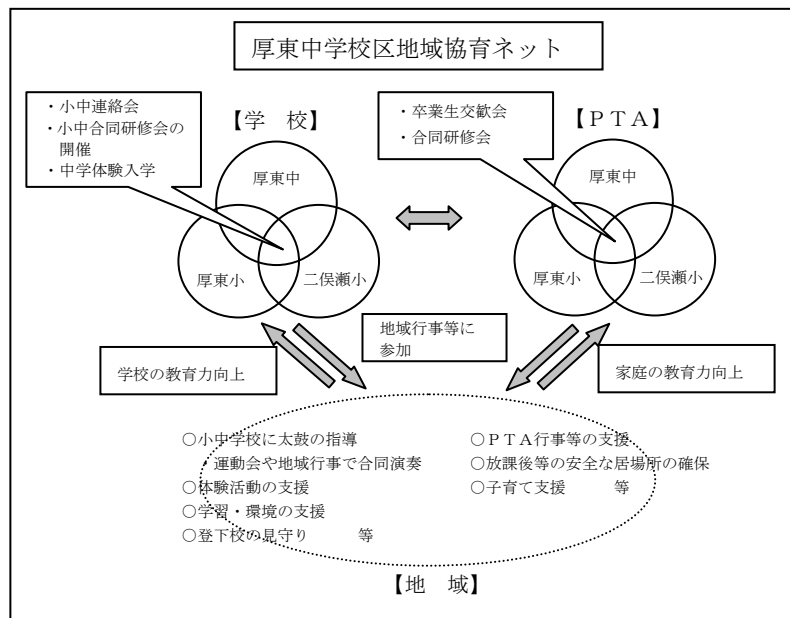 厚東中学校区地域協育ネット
・小中連絡会
・小中合同研修会の
開催
・中学体験入学
【学 校】
・卒業生交歓会
・合同研修会
【ＰＴＡ】
厚東中
厚東小
二俣瀬小
厚東中
厚東小
二俣瀬小
学校の教育力向上
地域行事等に
参加
家庭の教育力向上
○小中学校に太鼓の指導
・運動会や地域行事で合同演奏
○体験活動の支援
○学習・環境の支援
○登下校の見守り 等
○ＰＴＡ行事等の支援
○放課後等の安全な居場所の確保
○子育て支援 等
【地 域】